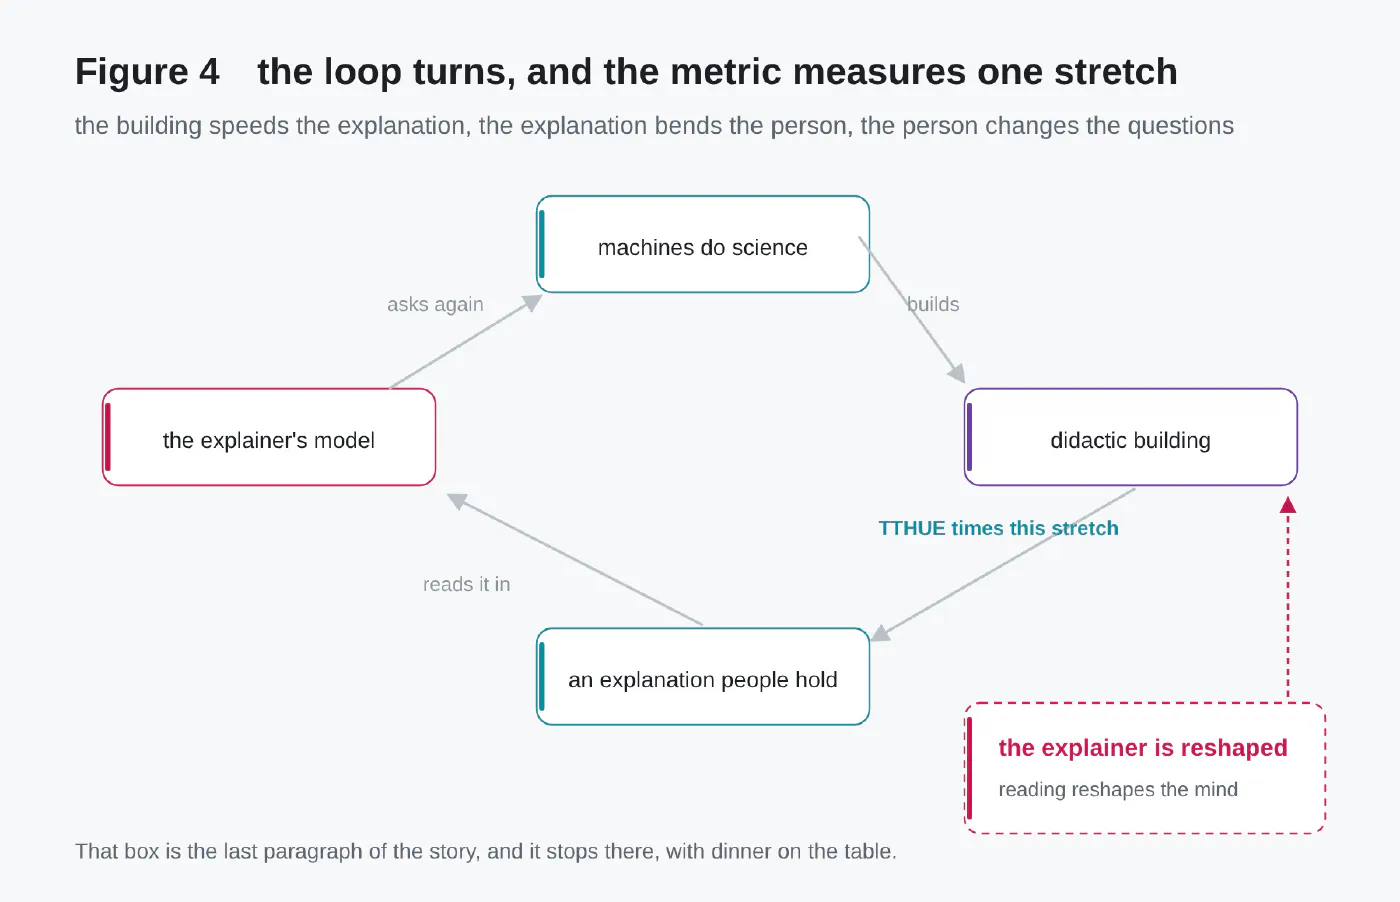 Figure 4 the loop turns, and the metric measures one stretch
the building speeds the explanation, the explanation bends the person, the person changes the questions
machines do science
asks again
builds
the explainer's model
didactic building
TTHUE times this stretch
reads it in
an explanation people hold
the explainer is reshaped
reading reshapes the mind
That box is the last paragraph of the story, and it stops there, with dinner on the table.